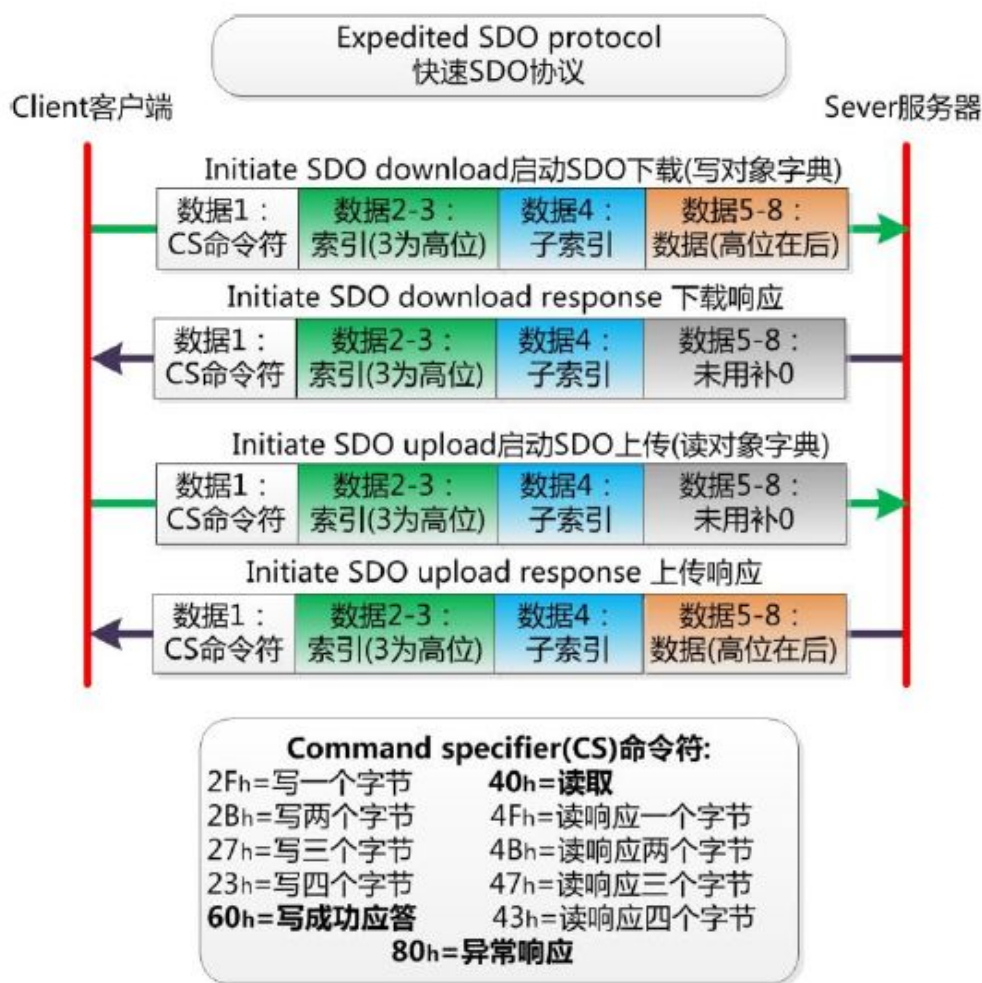 Expedited SDO protocol
快速SDO协议
Client客户端
Sever服务器
Initiate SDO download启动SDO下载(写对象字典)
数据1：
CS命令符
数据2-3：
索引(3为高位)
数据4：
子索引
数据5-8：
数据(高位在后)
Initiate SDO download response 下载响应
数据1：
CS命令符
数据2-3：
索引(3为高位)
数据4：
子索引
数据5-8：
未用补0
Initiate SDO upload启动SDO上传(读对象字典)
数据1：
CS命令符
数据2-3：
索引(3为高位)
数据4：
子索引
数据5-8：
未用补0
Initiate SDO upload response 上传响应
数据1：
CS命令符
数据2-3：
索引(3为高位)
数据4：
子索引
数据5-8：
数据(高位在后)
Command specifier(CS)命令符:
2Fh=写一个字节
40h=读取
2Bh=写两个字节
4Fh=读响应一个字节
27h=写三个字节
4Bh=读响应两个字节
23h=写四个字节
47h=读响应三个字节
60h=写成功应答
43h=读响应四个字节
80h=异常响应